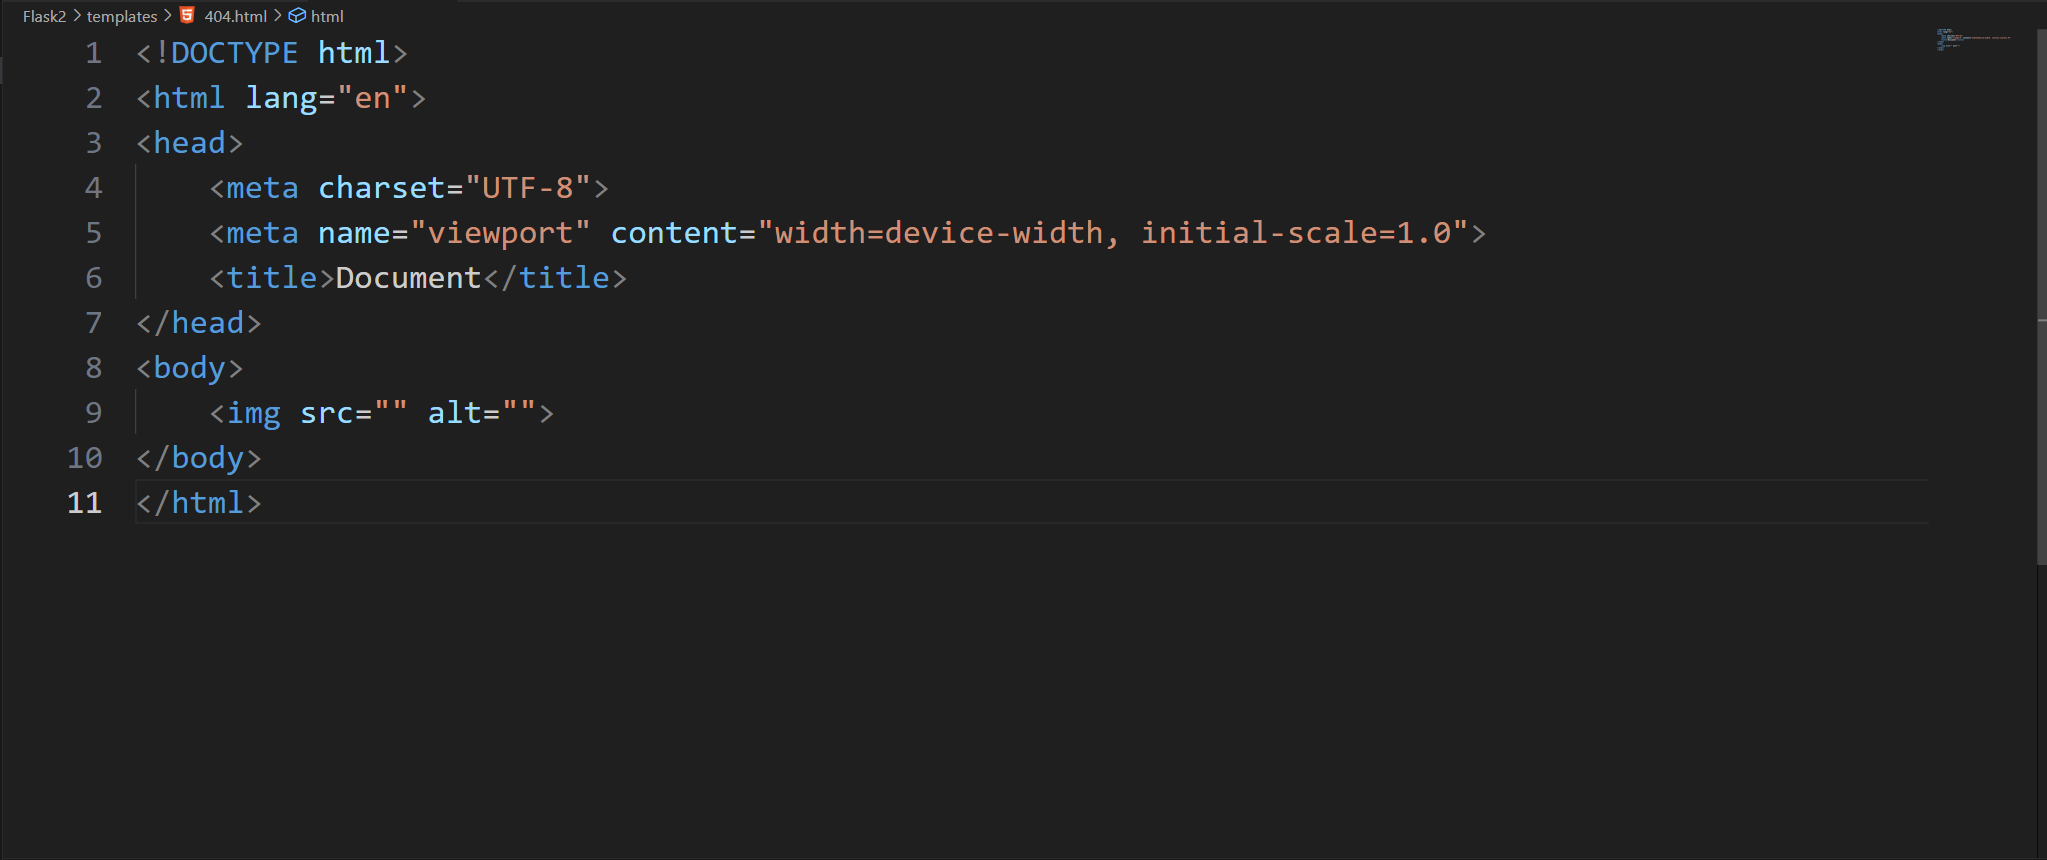 Flask2 > templates > 404.html > html
1 <!DOCTYPE html>
2 <html lang="en">
3 <head>
4     <meta charset="UTF-8">
5     <meta name="viewport" content="width=device-width, initial-scale=1.0">
6     <title>Document</title>
7 </head>
8 <body>
9     <img src="" alt="">
10 </body>
11 </html>